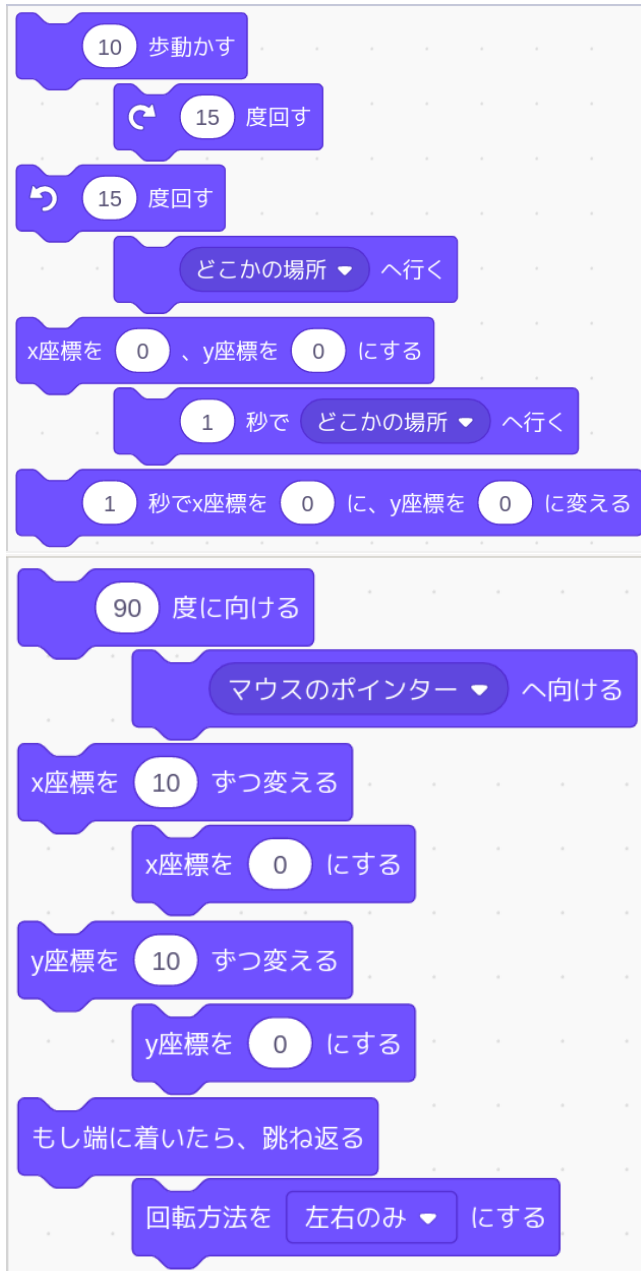 10 歩動かす
15 度回す
15 度回す
どこかの場所 へ行く
x座標を 0 、y座標を 0 にする
1 秒で どこかの場所 へ行く
1 秒でx座標を 0 に、y座標を 0 に変える
90 度に向ける
マウスのポインター へ向ける
x座標を 10 ずつ変える
x座標を 0 にする
y座標を 10 ずつ変える
y座標を 0 にする
もし端に着いたら、跳ね返る
回転方法を 左右のみ にする